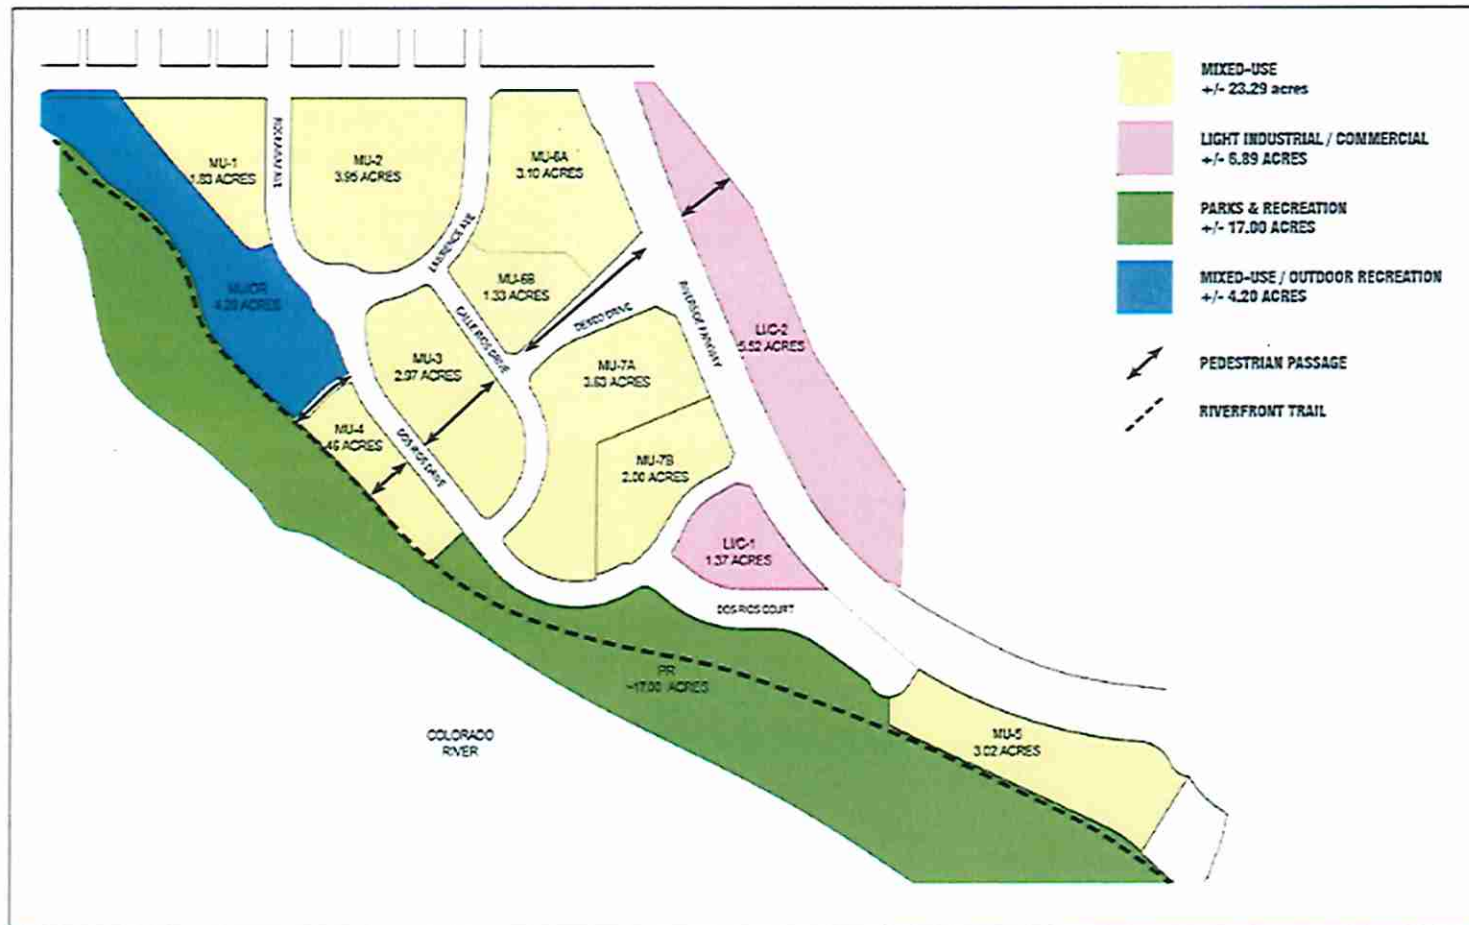 MIXED-USE
+/- 23.29 acres
LIGHT INDUSTRIAL / COMMERCIAL
+/- 6.89 ACRES
PARKS & RECREATION
+/- 17.00 ACRES
MIXED-USE / OUTDOOR RECREATION
+/- 4.20 ACRES
PEDESTRIAN PASSAGE
RIVERFRONT TRAIL
MU-1
1.83 ACRES
MU-2
3.95 ACRES
MU-6A
3.10 ACRES
LAWRENCE AVE
MU-6B
1.33 ACRES
4.20 ACRES
CALLE RIOS DRIVE
DRIVE
RIVERSIDE PARKWAY
LI/C-2
5.52 ACRES
MU-3
2.97 ACRES
MU-7A
3.63 ACRES
MU-4
ACRES
DOS RIOS DRIVE
MU-7B
2.00 ACRES
LI/C-1
1.37 ACRES
DOS RIOS COURT
PR
~17.00 ACRES
COLORADO
RIVER
MU-5
3.02 ACRES